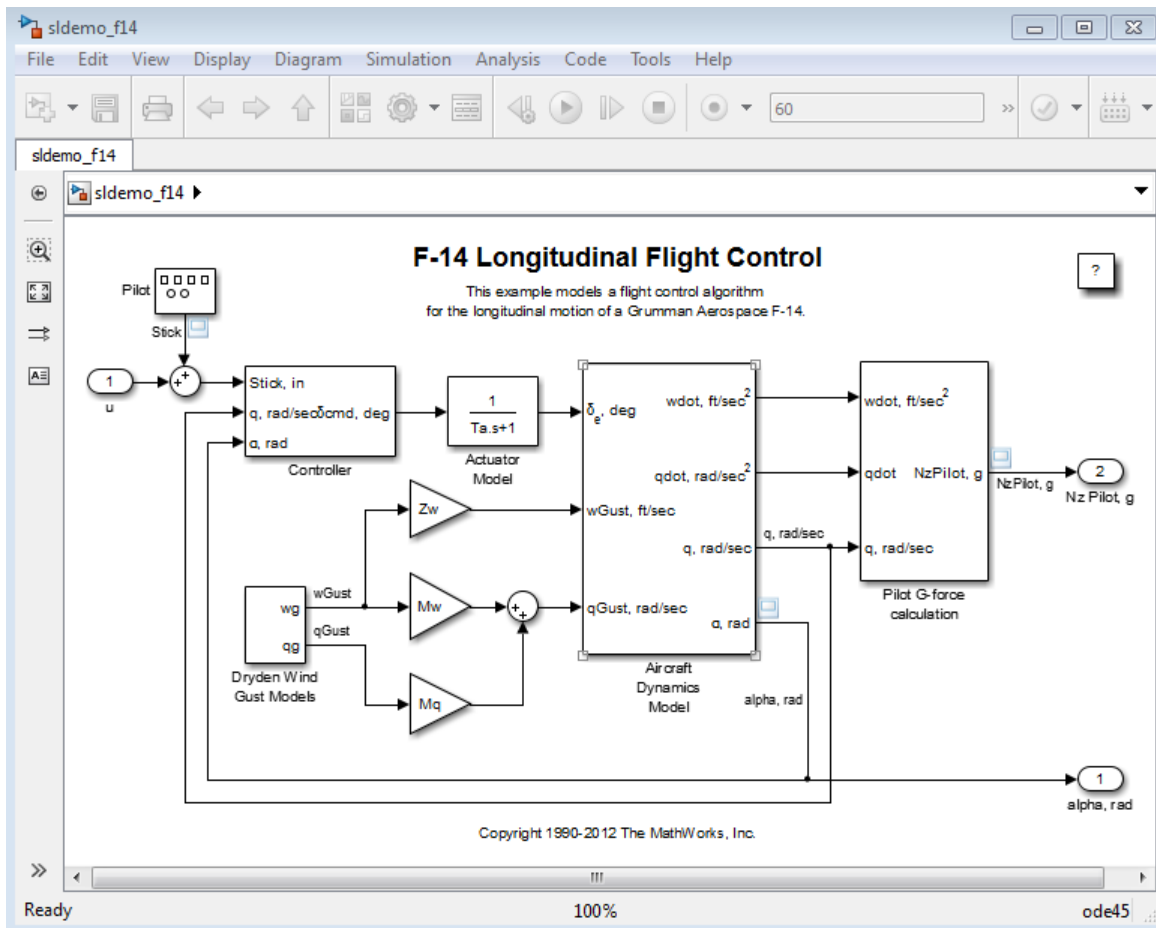 sldemo_f14
File Edit View Display Diagram Simulation Analysis Code Tools Help
60
sldemo_f14
sldemo_f14
F-14 Longitudinal Flight Control
This example models a flight control algorithm
for the longitudinal motion of a Grumman Aerospace F-14.
?
Pilot
Stick
1
u
++
Stick, in
q, rad/secδcmd, deg
α, rad
Controller
1
Ta.s+1
Actuator
Model
δe, deg
wGust, ft/sec
qGust, rad/sec
wdot, ft/sec2
qdot, rad/sec2
q, rad/sec
α, rad
Aircraft
Dynamics
Model
q, rad/sec
alpha, rad
wdot, ft/sec2
qdot
NzPilot, g
q, rad/sec
Pilot G-force
calculation
NzPilot, g
2
Nz Pilot, g
Zw
Mw
Mq
++
wGust
qGust
wg
qg
Dryden Wind
Gust Models
1
alpha, rad
Copyright 1990-2012 The MathWorks, Inc.
Ready 100% ode45